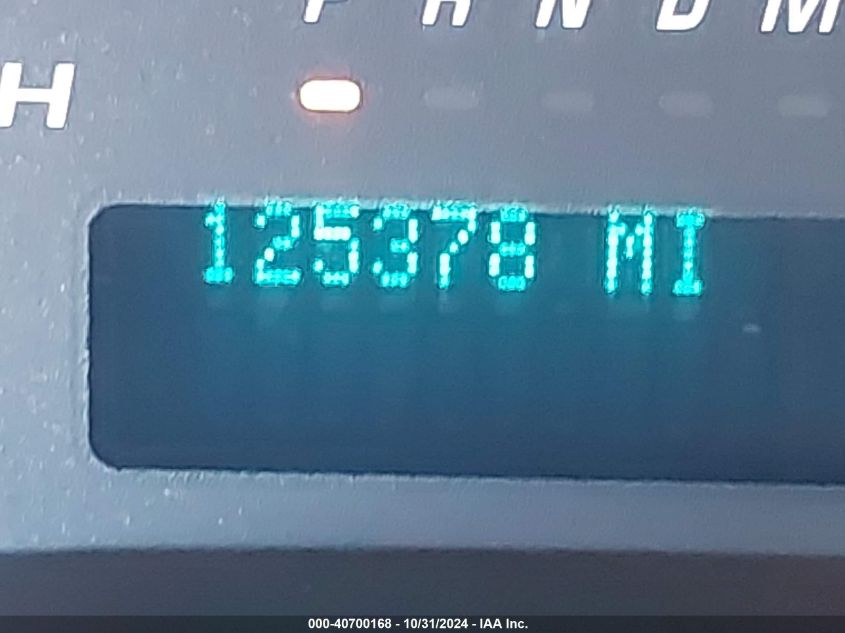 P R N D M
H
125378 MI
000-40700168 - 10/31/2024 - IAA Inc.